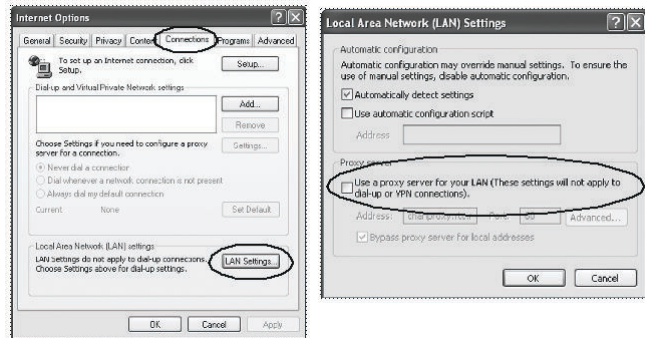 Internet Options
General Security Privacy Content Connections Programs Advanced
To set up an Internet connection, click
Setup.
Setup...
Dial-up and Virtual Private Network settings
Add...
Remove
Choose Settings if you need to configure a proxy
server for a connection.
Settings...
Never dial a connection
Dial whenever a network connection is not present
Always dial my default connection
Current None
Set Default
Local Area Network (LAN) settings
LAN Settings do not apply to dial-up connections.
Choose Settings above for dial-up settings.
LAN Settings...
OK Cancel Apply
Local Area Network (LAN) Settings
Automatic configuration
Automatic configuration may override manual settings. To ensure the
use of manual settings, disable automatic configuration.
Automatically detect settings
Use automatic configuration script
Address
Proxy server
Use a proxy server for your LAN (These settings will not apply to
dial-up or VPN connections).
Address:
Advanced...
Bypass proxy server for local addresses
OK Cancel